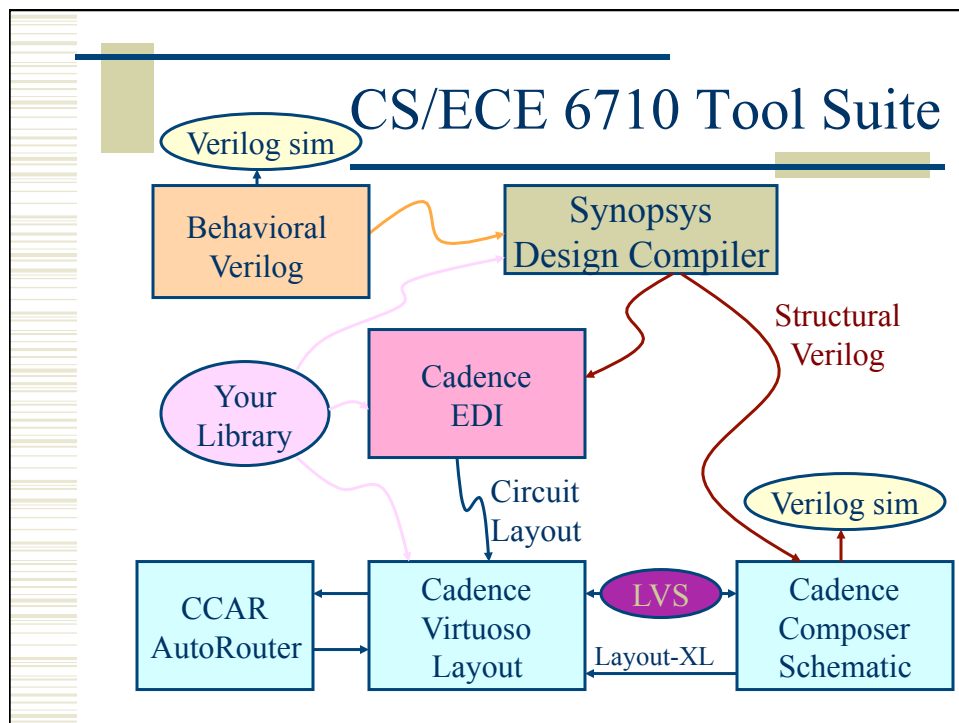 CS/ECE 6710 Tool Suite
Verilog sim
Behavioral
Verilog
Synopsys
Design Compiler
Structural
Verilog
Your
Library
Cadence
EDI
Circuit
Layout
Verilog sim
CCAR
AutoRouter
Cadence
Virtuoso
Layout
LVS
Layout-XL
Cadence
Composer
Schematic